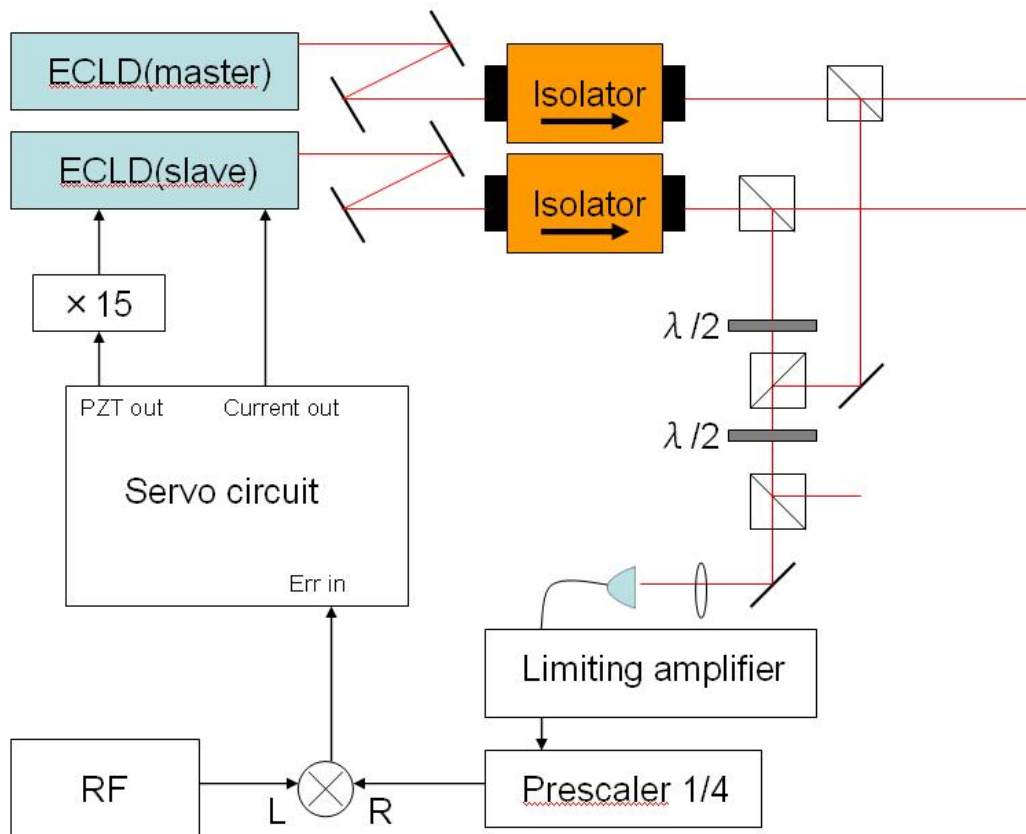 ECLD(master)
Isolator
ECLD(slave)
Isolator
× 15
λ/2
PZT out
Current out
λ/2
Servo circuit
Err in
Limiting amplifier
RF
L
R
Prescaler 1/4